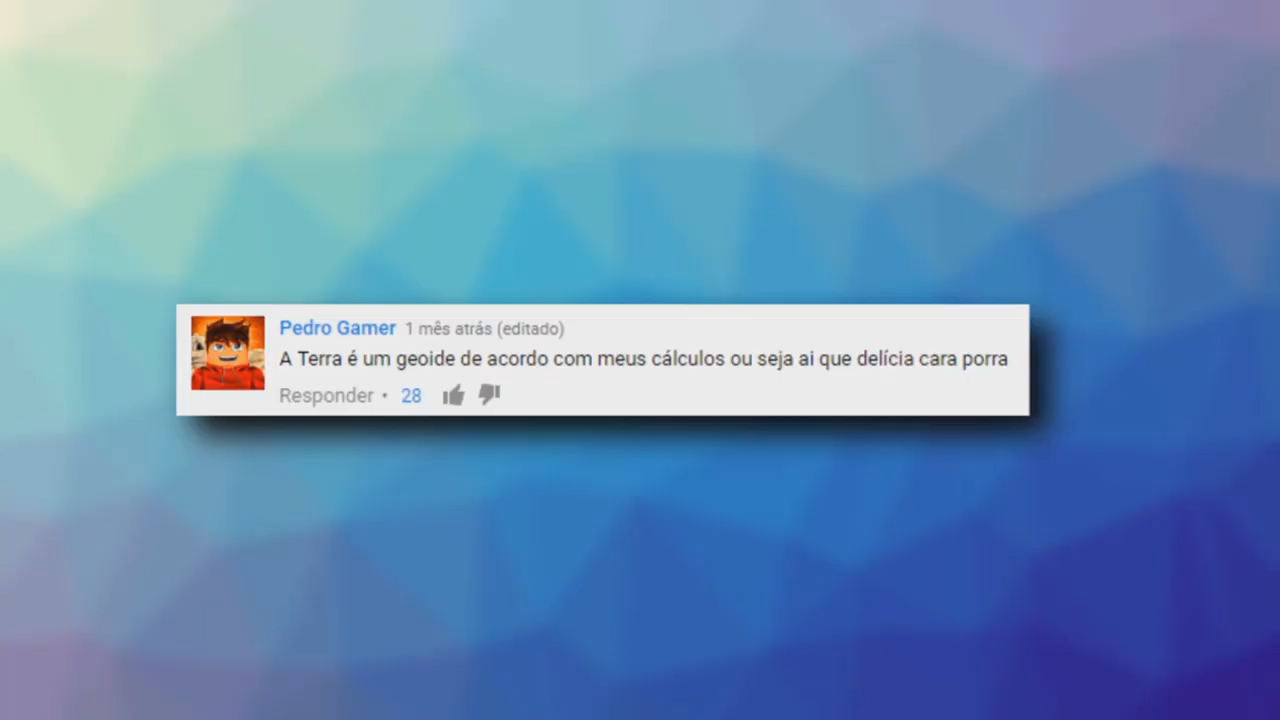 Pedro Gamer 1 mês atrás (editado)
A Terra é um geoide de acordo com meus cálculos ou seja ai que delícia cara porra
Responder • 28